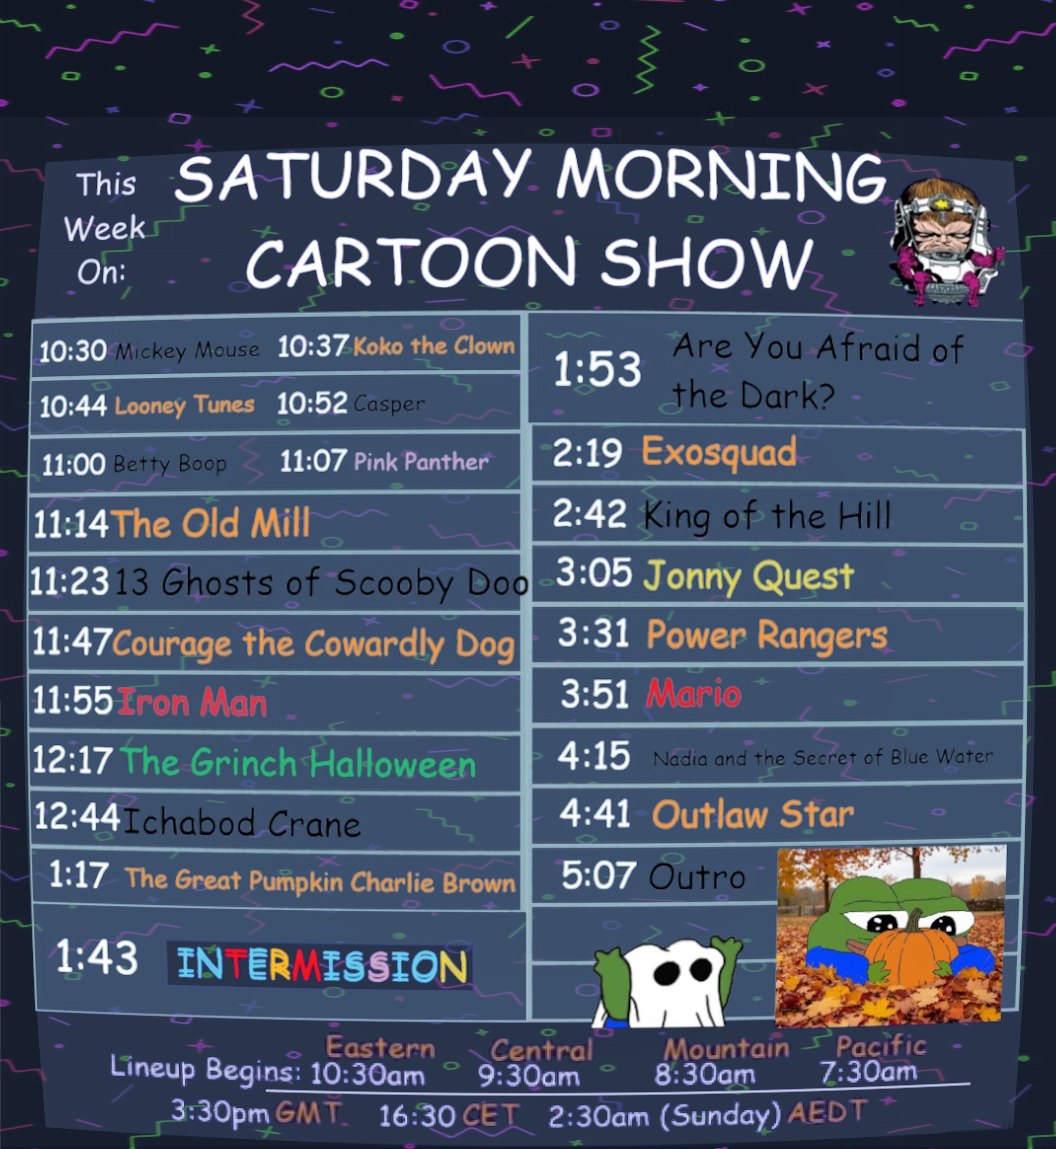 This
Week
On:
SATURDAY MORNING
CARTOON SHOW
10:30 Mickey Mouse 10:37 Koko the Clown
10:44 Looney Tunes 10:52 Casper
11:00 Betty Boop 11:07 Pink Panther
11:14 The Old Mill
11:23 13 Ghosts of Scooby Doo
11:47 Courage the Cowardly Dog
11:55 Iron Man
12:17 The Grinch Halloween
12:44 Ichabod Crane
1:17 The Great Pumpkin Charlie Brown
1:43 INTERMISSION
1:53 Are You Afraid of
the Dark?
2:19 Exosquad
2:42 King of the Hill
3:05 Jonny Quest
3:31 Power Rangers
3:51 Mario
4:15 Nadia and the Secret of Blue Water
4:41 Outlaw Star
5:07 Outro
Eastern Central Mountain Pacific
Lineup Begins: 10:30am 9:30am 8:30am 7:30am
3:30pm GMT 16:30 CET 2:30am (Sunday) AEDT